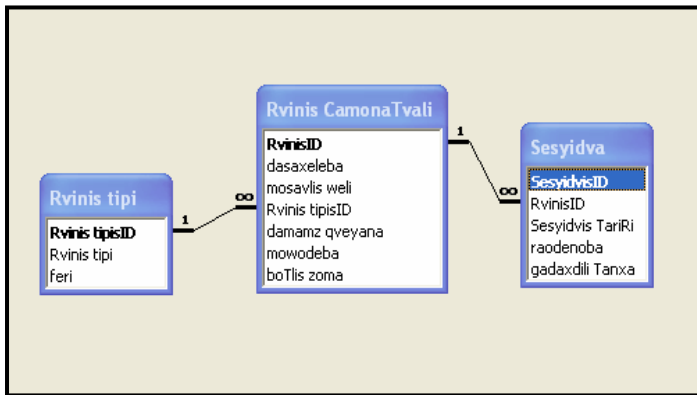 Rvinis tipi
Rvinis tipisID
Rvinis tipi
feri
1
∞
Rvinis CamonaTvali
RvinisID
dasaxeleba
mosavlis weli
Rvinis tipisID
damamz qveyana
mowodeba
boTlis zoma
1
∞
Sesyidva
SesyidvisID
RvinisID
Sesyidvis TariRi
raodenoba
gadaxdili Tanxa